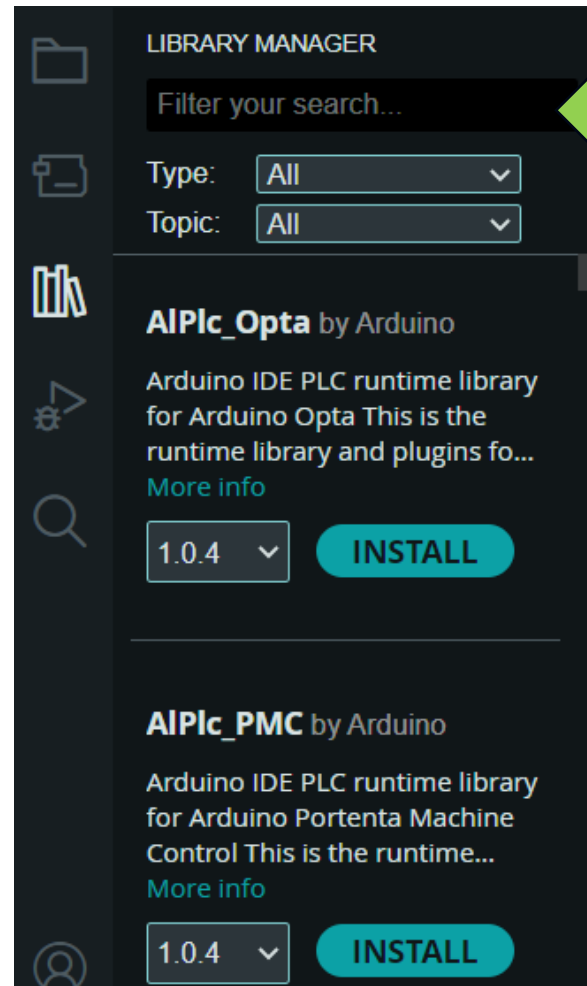 LIBRARY MANAGER
Filter your search...
Type: All
Topic: All
AlPlc_Opta by Arduino
Arduino IDE PLC runtime library
for Arduino Opta This is the
runtime library and plugins fo...
More info
1.0.4 INSTALL
AlPlc_PMC by Arduino
Arduino IDE PLC runtime library
for Arduino Portenta Machine
Control This is the runtime...
More info
1.0.4 INSTALL